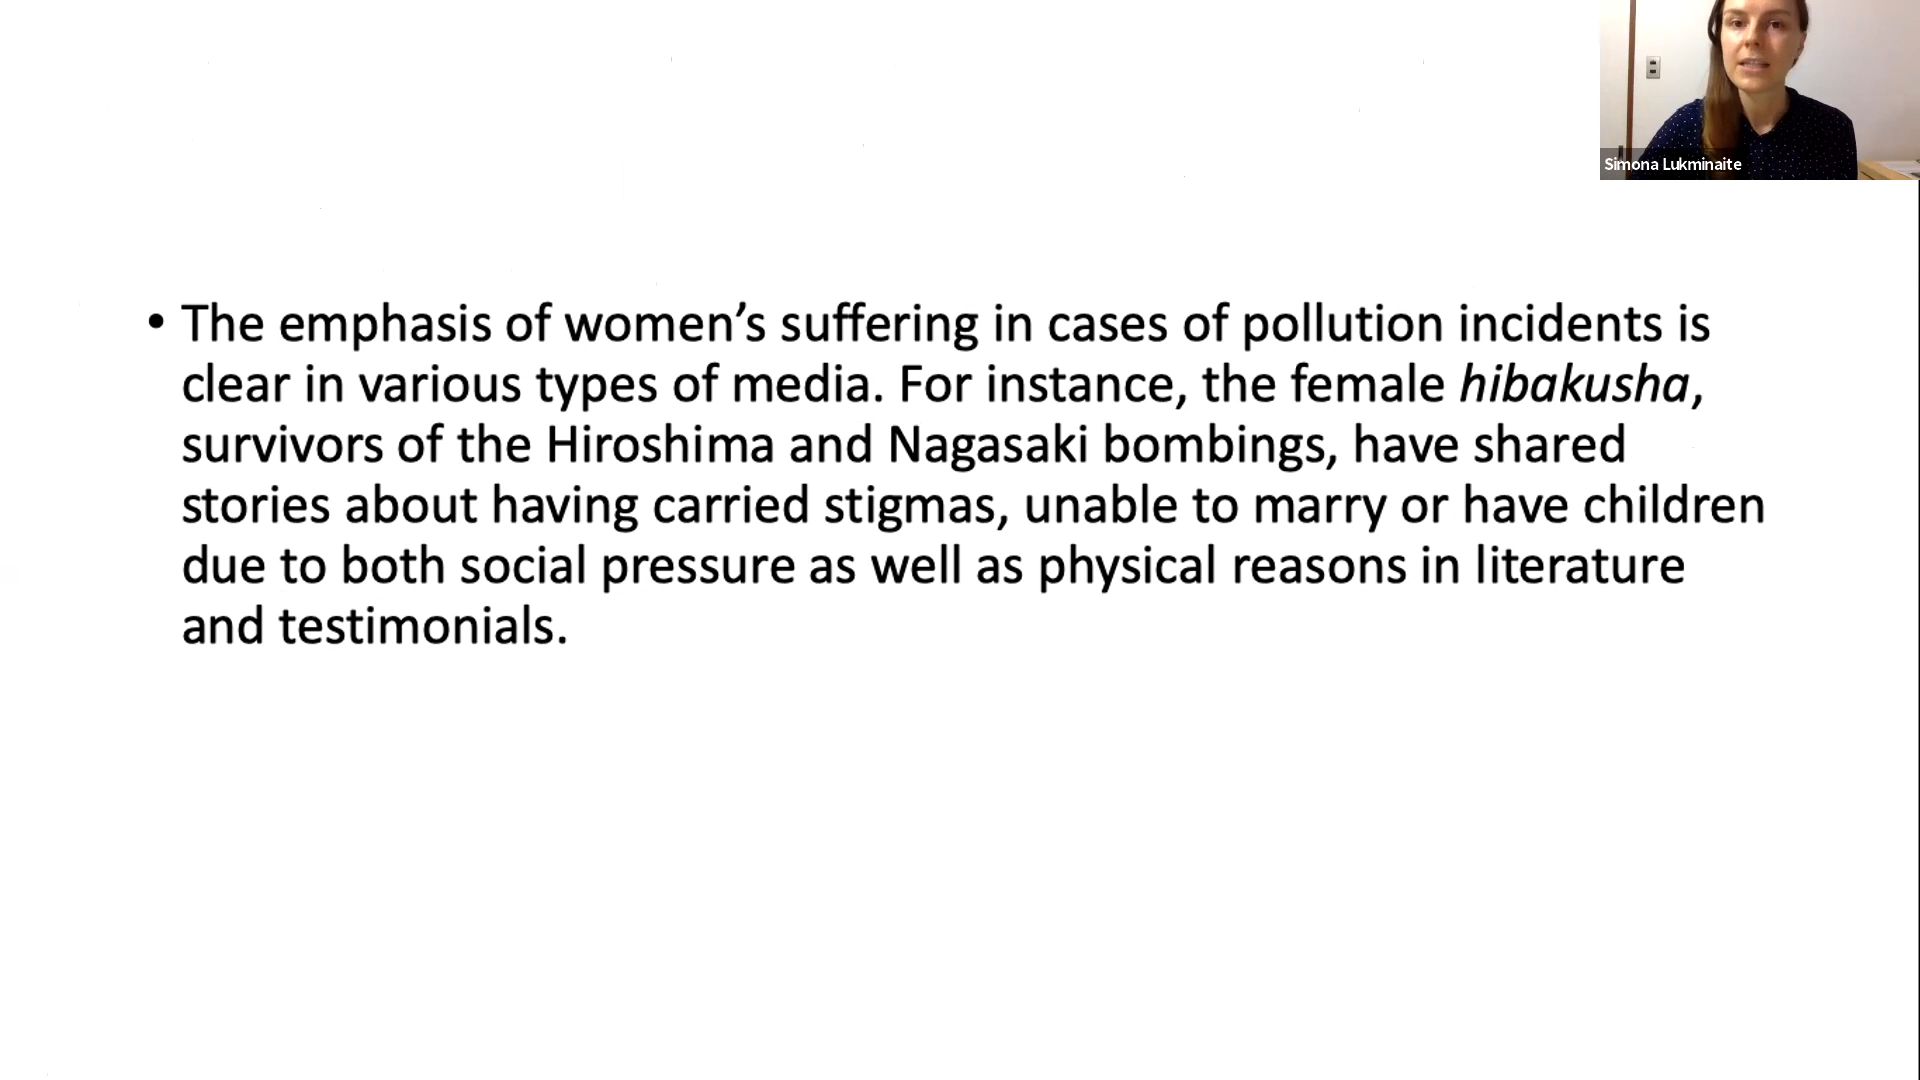 Simona Lukminaite
• The emphasis of women’s suffering in cases of pollution incidents is
clear in various types of media. For instance, the female hibakusha,
survivors of the Hiroshima and Nagasaki bombings, have shared
stories about having carried stigmas, unable to marry or have children
due to both social pressure as well as physical reasons in literature
and testimonials.